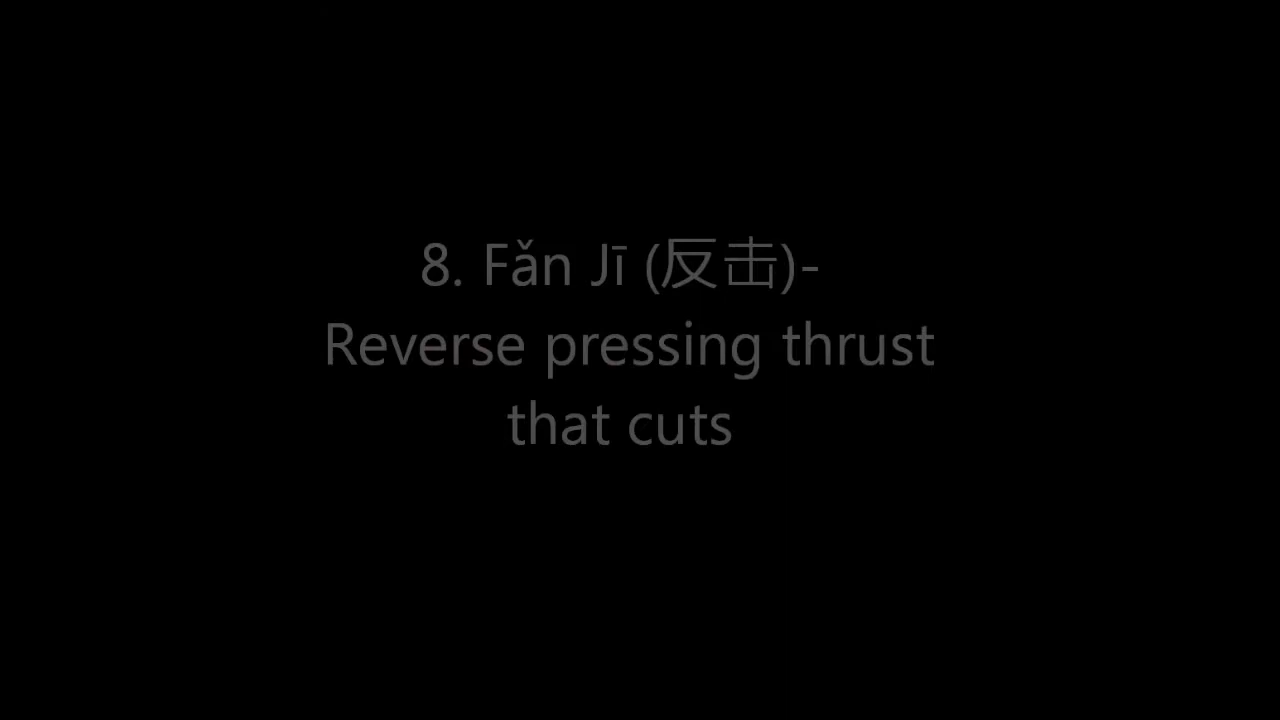 8. Fǎn Jī (反击)-
Reverse pressing thrust
that cuts